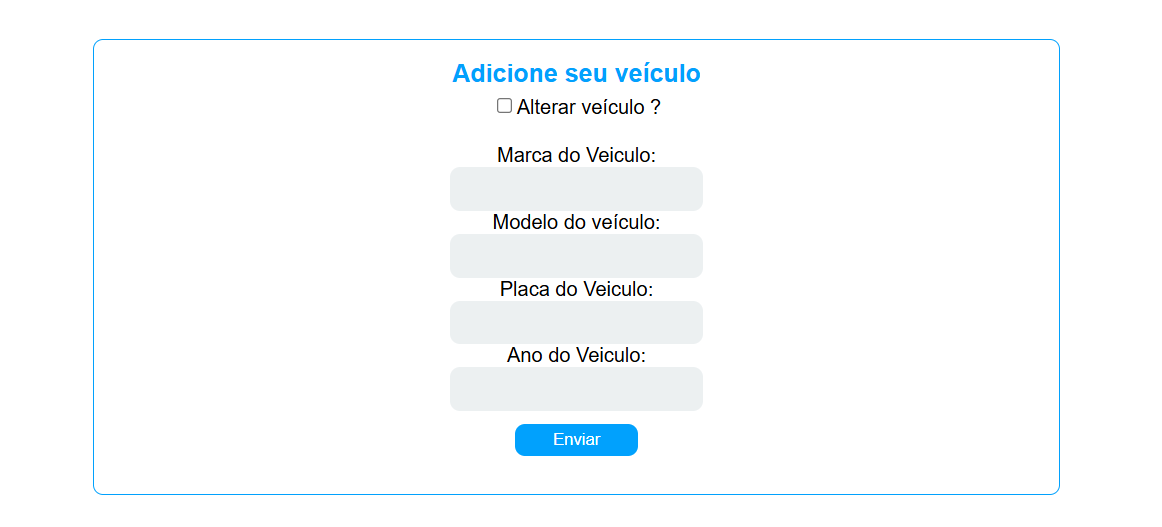 Adicione seu veículo
Alterar veículo ?
Marca do Veiculo:
Modelo do veículo:
Placa do Veiculo:
Ano do Veiculo:
Enviar